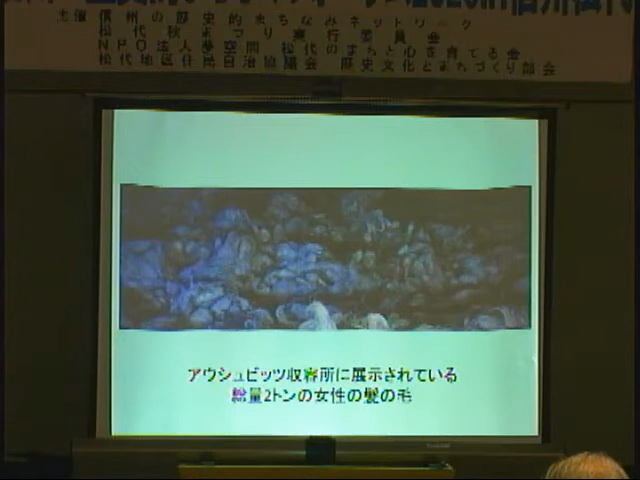 主催 信州の歴史的まちなみネットワーク
松代秋まつり実行委員会
NPO法人夢空間 松代のまちと心を育てる会
松代地区住民自治協議会 歴史文化とまちづくり部会
アウシュビッツ収容所に展示されている
総量2トンの女性の髪の毛